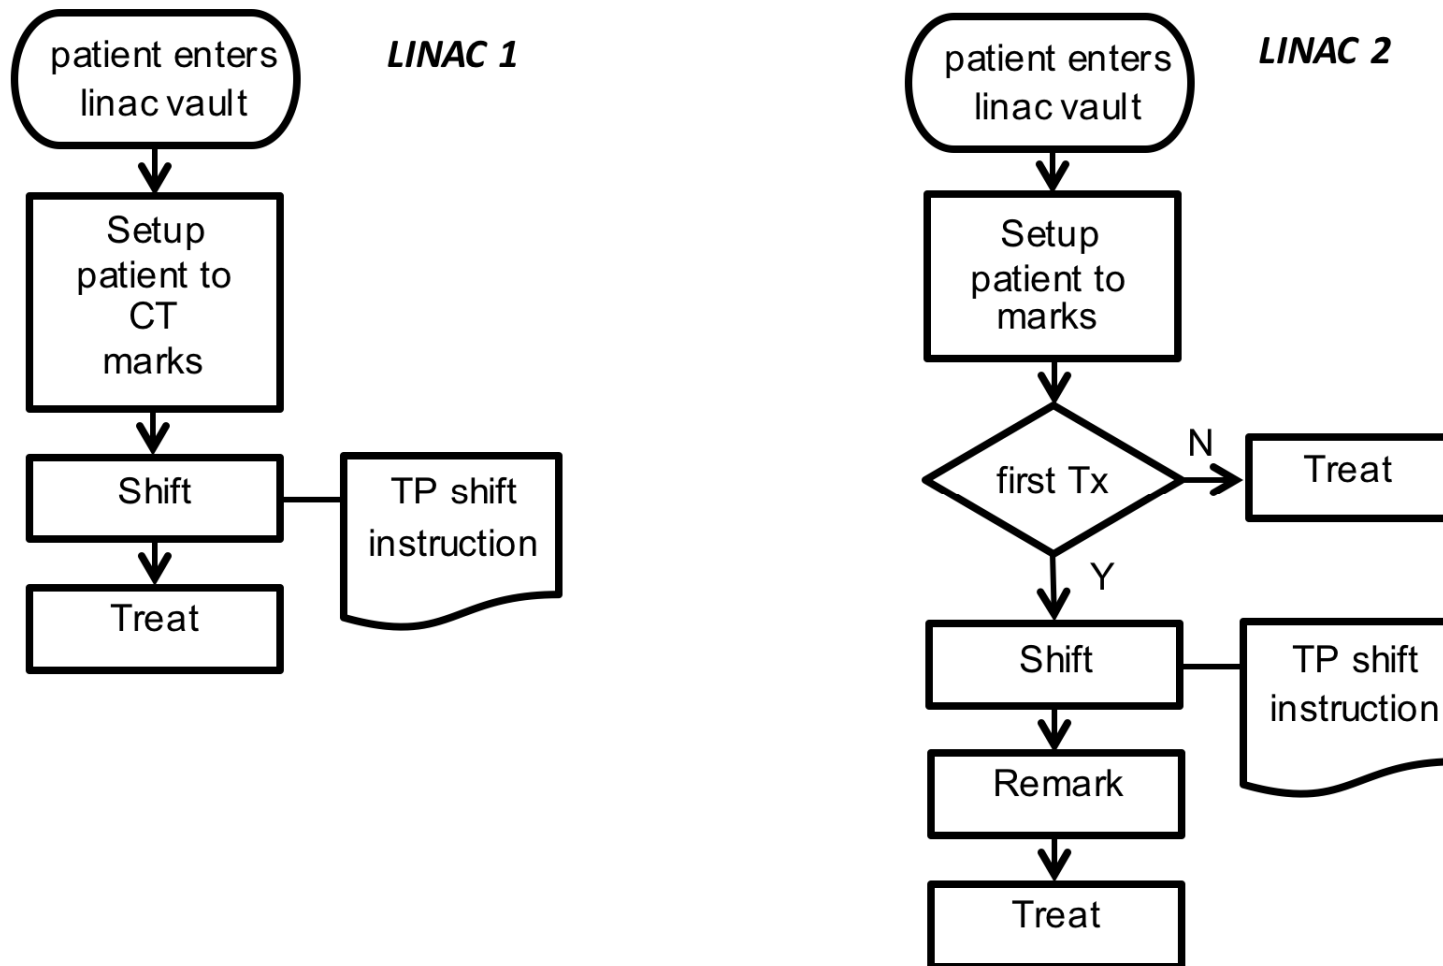 LINAC 1
patient enters
linac vault
Setup
patient to
CT
marks
Shift
TP shift
instruction
Treat
LINAC 2
patient enters
linac vault
Setup
patient to
marks
first Tx
N
Treat
Y
Shift
TP shift
instruction
Remark
Treat